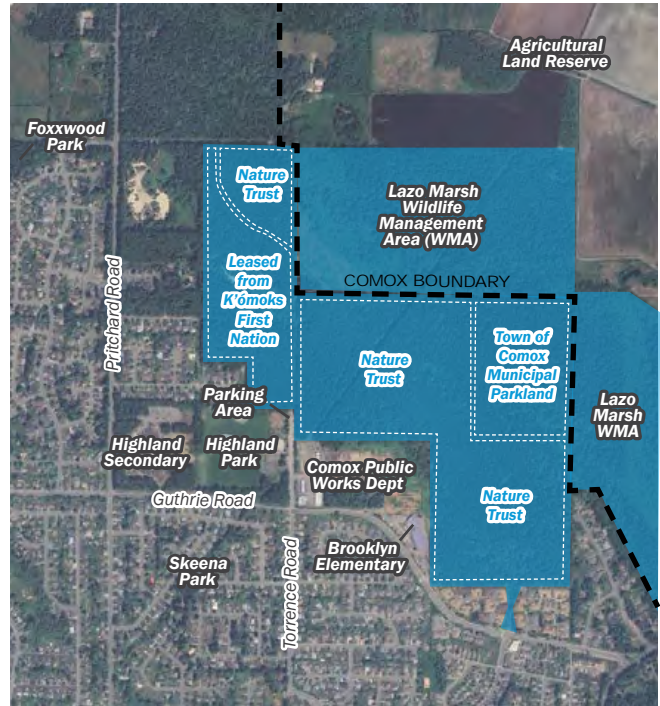 Agricultural
Land Reserve
Foxxwood
Park
Nature
Trust
Lazo Marsh
Wildlife
Management
Area (WMA)
Leased
from
K'ómoks
First
Nation
COMOX BOUNDARY
Pritchard Road
Nature
Trust
Town of
Comox
Municipal
Parkland
Parking
Area
Lazo
Marsh
WMA
Highland
Secondary
Highland
Park
Comox Public
Works Dept
Nature
Trust
Guthrie Road
Brooklyn
Elementary
Skeena
Park
Torrence Road